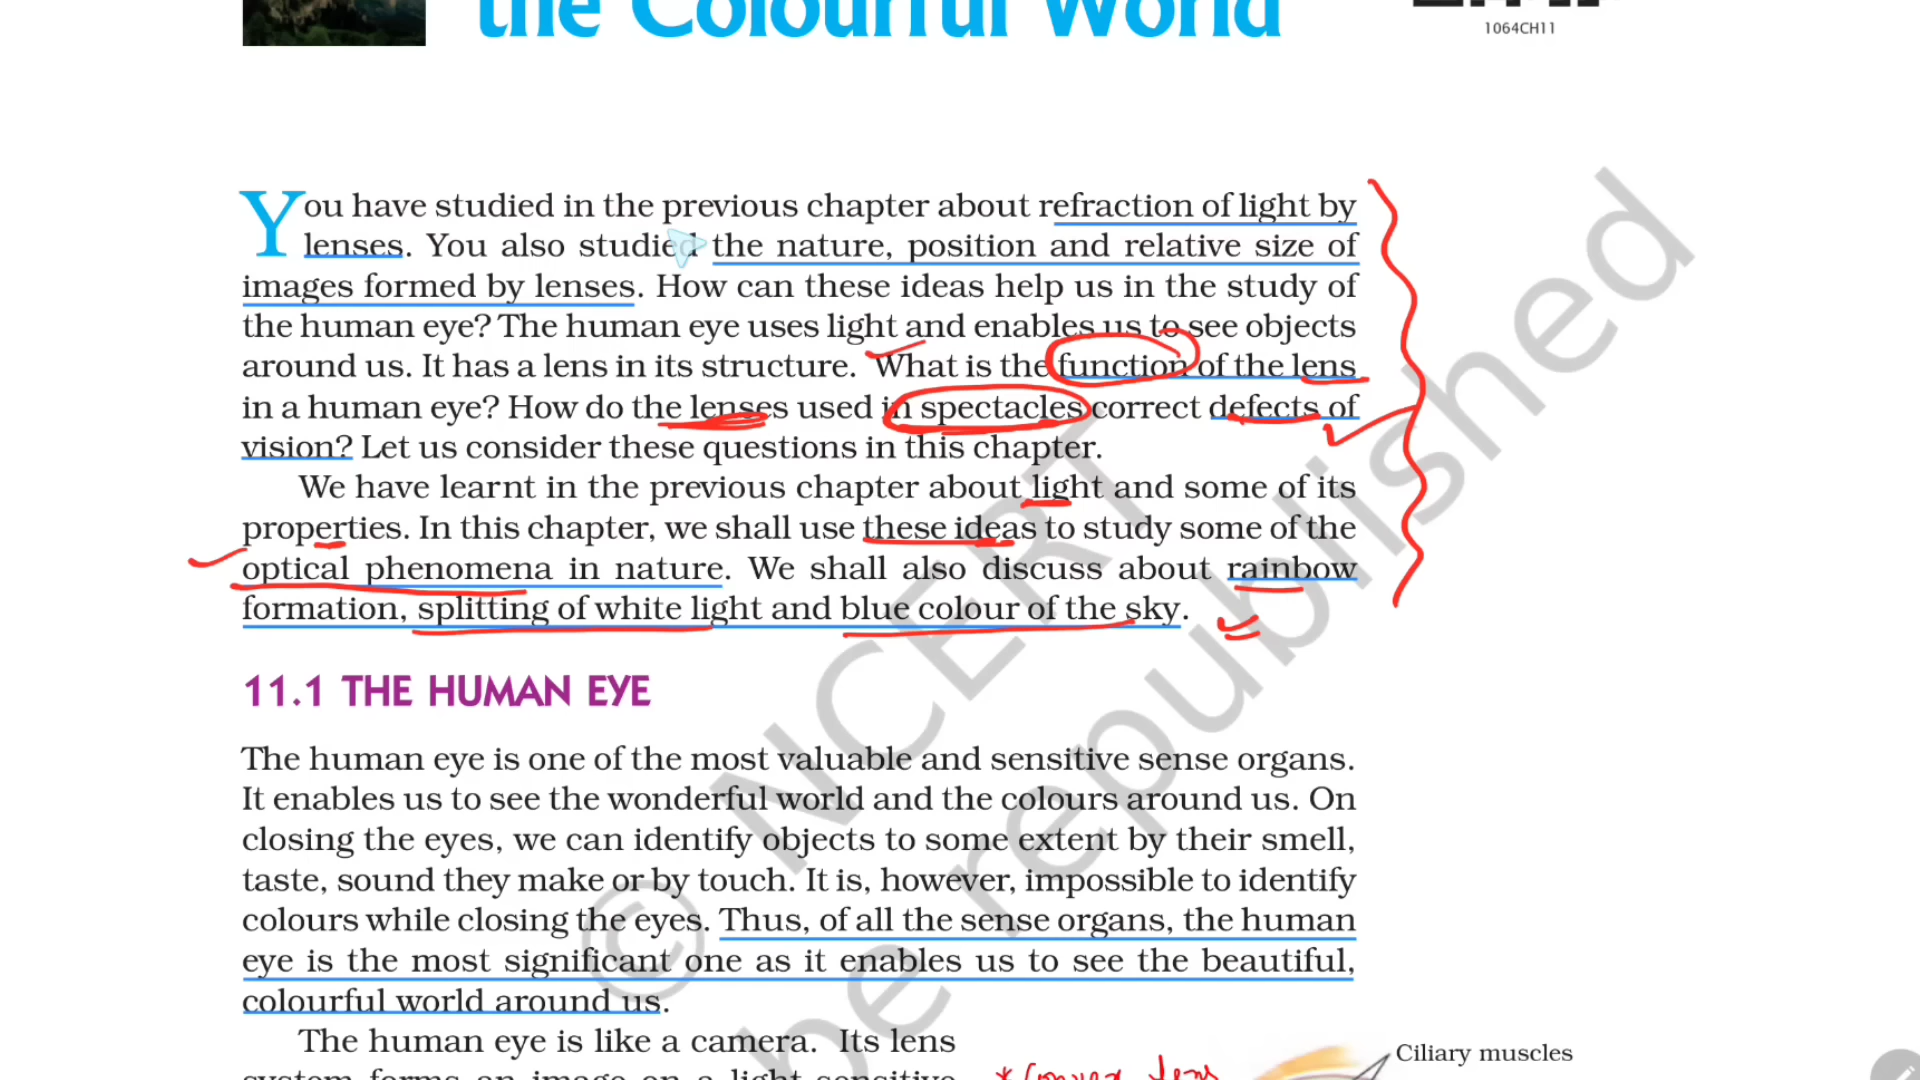 the Colourful World
1064CH11
You have studied in the previous chapter about refraction of light by
lenses. You also studied the nature, position and relative size of
images formed by lenses. How can these ideas help us in the study of
the human eye? The human eye uses light and enables us to see objects
around us. It has a lens in its structure. What is the function of the lens
in a human eye? How do the lenses used in spectacles correct defects of
vision? Let us consider these questions in this chapter.
We have learnt in the previous chapter about light and some of its
properties. In this chapter, we shall use these ideas to study some of the
optical phenomena in nature. We shall also discuss about rainbow
formation, splitting of white light and blue colour of the sky.
11.1 THE HUMAN EYE
The human eye is one of the most valuable and sensitive sense organs.
It enables us to see the wonderful world and the colours around us. On
closing the eyes, we can identify objects to some extent by their smell,
taste, sound they make or by touch. It is, however, impossible to identify
colours while closing the eyes. Thus, of all the sense organs, the human
eye is the most significant one as it enables us to see the beautiful,
colourful world around us.
The human eye is like a camera. Its lens
system forms an image on a light-sensitive
*Convex lens
Ciliary muscles
© NCERT
be republished